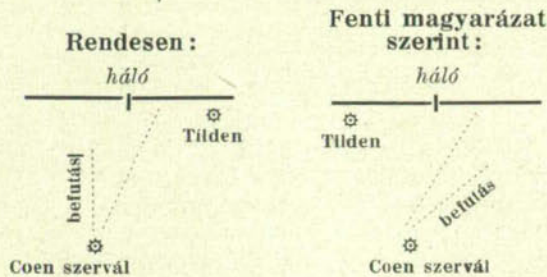 Rendesen:
háló
Tilden
befutás
Coen szervál
Fenti magyarázat
szerint:
háló
Tilden
befutás
Coen szervál